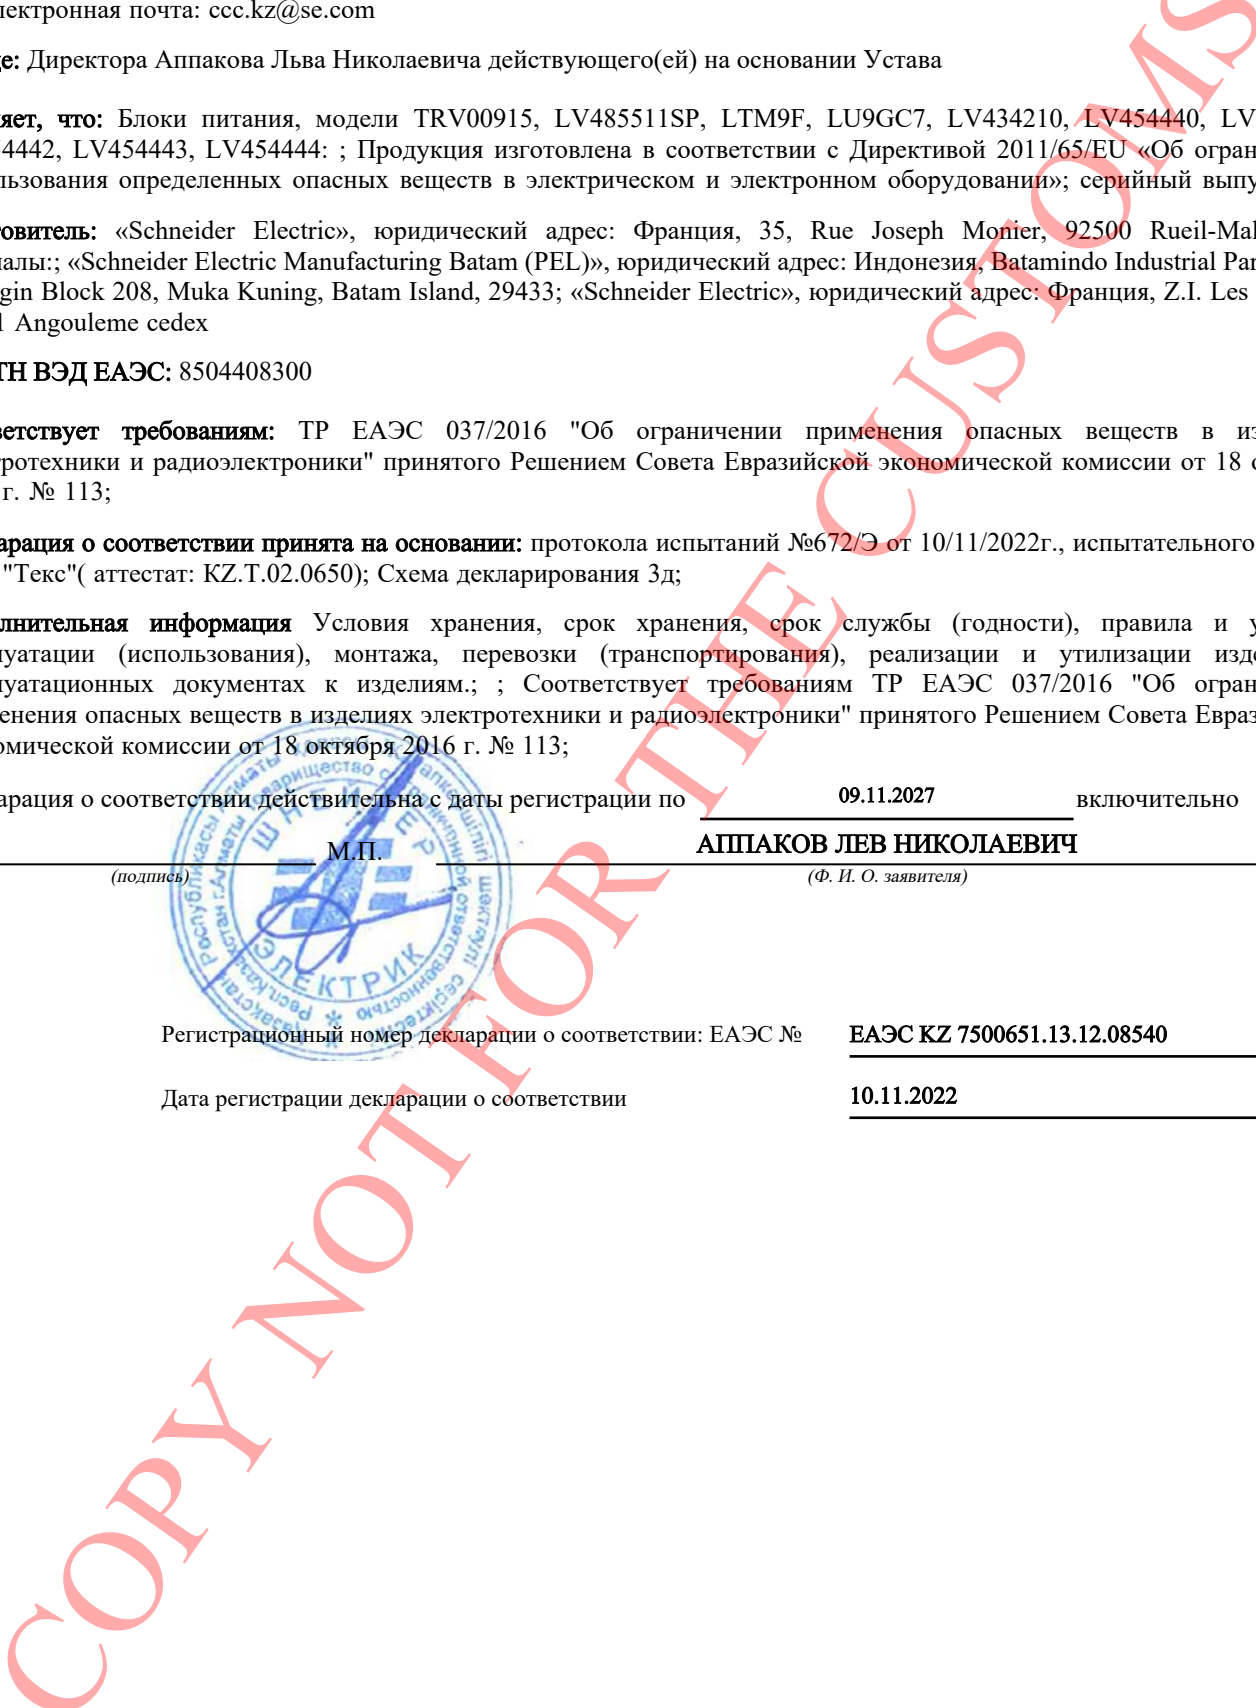 лектронная почта: ccc.kz@se.com
це: Директора Аппакова Льва Николаевича действующего(ей) на основании Устава
яет, что: Блоки питания, модели TRV00915, LV485511SP, LTM9F, LU9GC7, LV434210, LV454440, LV
4442, LV454443, LV454444: ; Продукция изготовлена в соответствии с Директивой 2011/65/EU «Об огран
льзования определенных опасных веществ в электрическом и электронном оборудовании»; серийный выпу
овитель: «Schneider Electric», юридический адрес: Франция, 35, Rue Joseph Monier, 92500 Rueil-Mal
иалы:; «Schneider Electric Manufacturing Batam (PEL)», юридический адрес: Индонезия, Batamindo Industrial Par
gin Block 208, Muka Kuning, Batam Island, 29433; «Schneider Electric», юридический адрес: Франция, Z.I. Les
1 Angouleme cedex
ТН ВЭД ЕАЭС: 8504408300
ветствует требованиям: ТР ЕАЭС 037/2016 "Об ограничении применения опасных веществ в из
тротехники и радиоэлектроники" принятого Решением Совета Евразийской экономической комиссии от 18 о
г. № 113;
арация о соответствии принята на основании: протокола испытаний №672/Э от 10/11/2022г., испытательного
"Текс"( аттестат: KZ.T.02.0650); Схема декларирования 3д;
лнительная информация Условия хранения, срок хранения, срок службы (годности), правила и у
луатации (использования), монтажа, перевозки (транспортирования), реализации и утилизации изде
луатационных документах к изделиям.; ; Соответствует требованиям ТР ЕАЭС 037/2016 "Об огран
енения опасных веществ в изделиях электротехники и радиоэлектроники" принятого Решением Совета Евраз
омической комиссии от 18 октября 2016 г. № 113;
арация о соответствии действительна с даты регистрации по 09.11.2027 включительно
М.П. АППАКОВ ЛЕВ НИКОЛАЕВИЧ
(подпись) (Ф. И. О. заявителя)
ШНЕЙДЕР
ЭЛЕКТРИК
Регистрационный номер декларации о соответствии: ЕАЭС № ЕАЭС KZ 7500651.13.12.08540
Дата регистрации декларации о соответствии 10.11.2022
COPY NOT FOR THE CUSTOMS